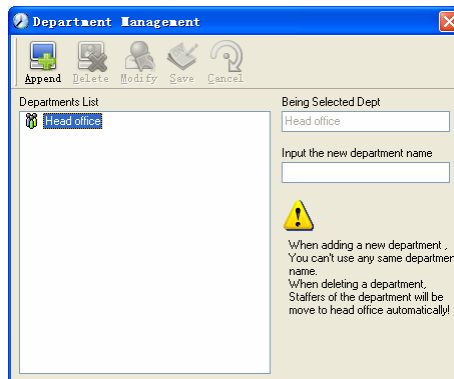 Department Management
Append Delete Modify Save Cancel
Departments List
Head office
Being Selected Dept
Head office
Input the new department name
When adding a new department ,
You can't use any same departmen
name.
When deleting a department,
Staffers of the department will be
move to head office automatically!